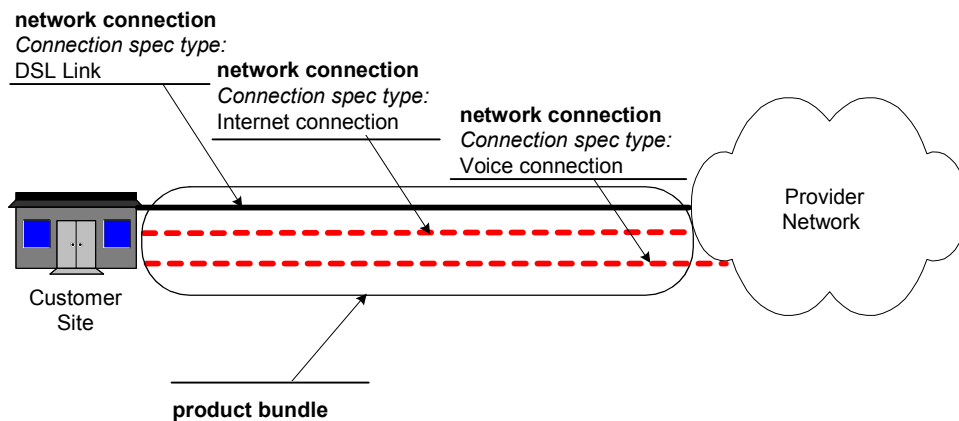 network connection
Connection spec type:
DSL Link
network connection
Connection spec type:
Internet connection
network connection
Connection spec type:
Voice connection
Provider
Network
Customer
Site
product bundle